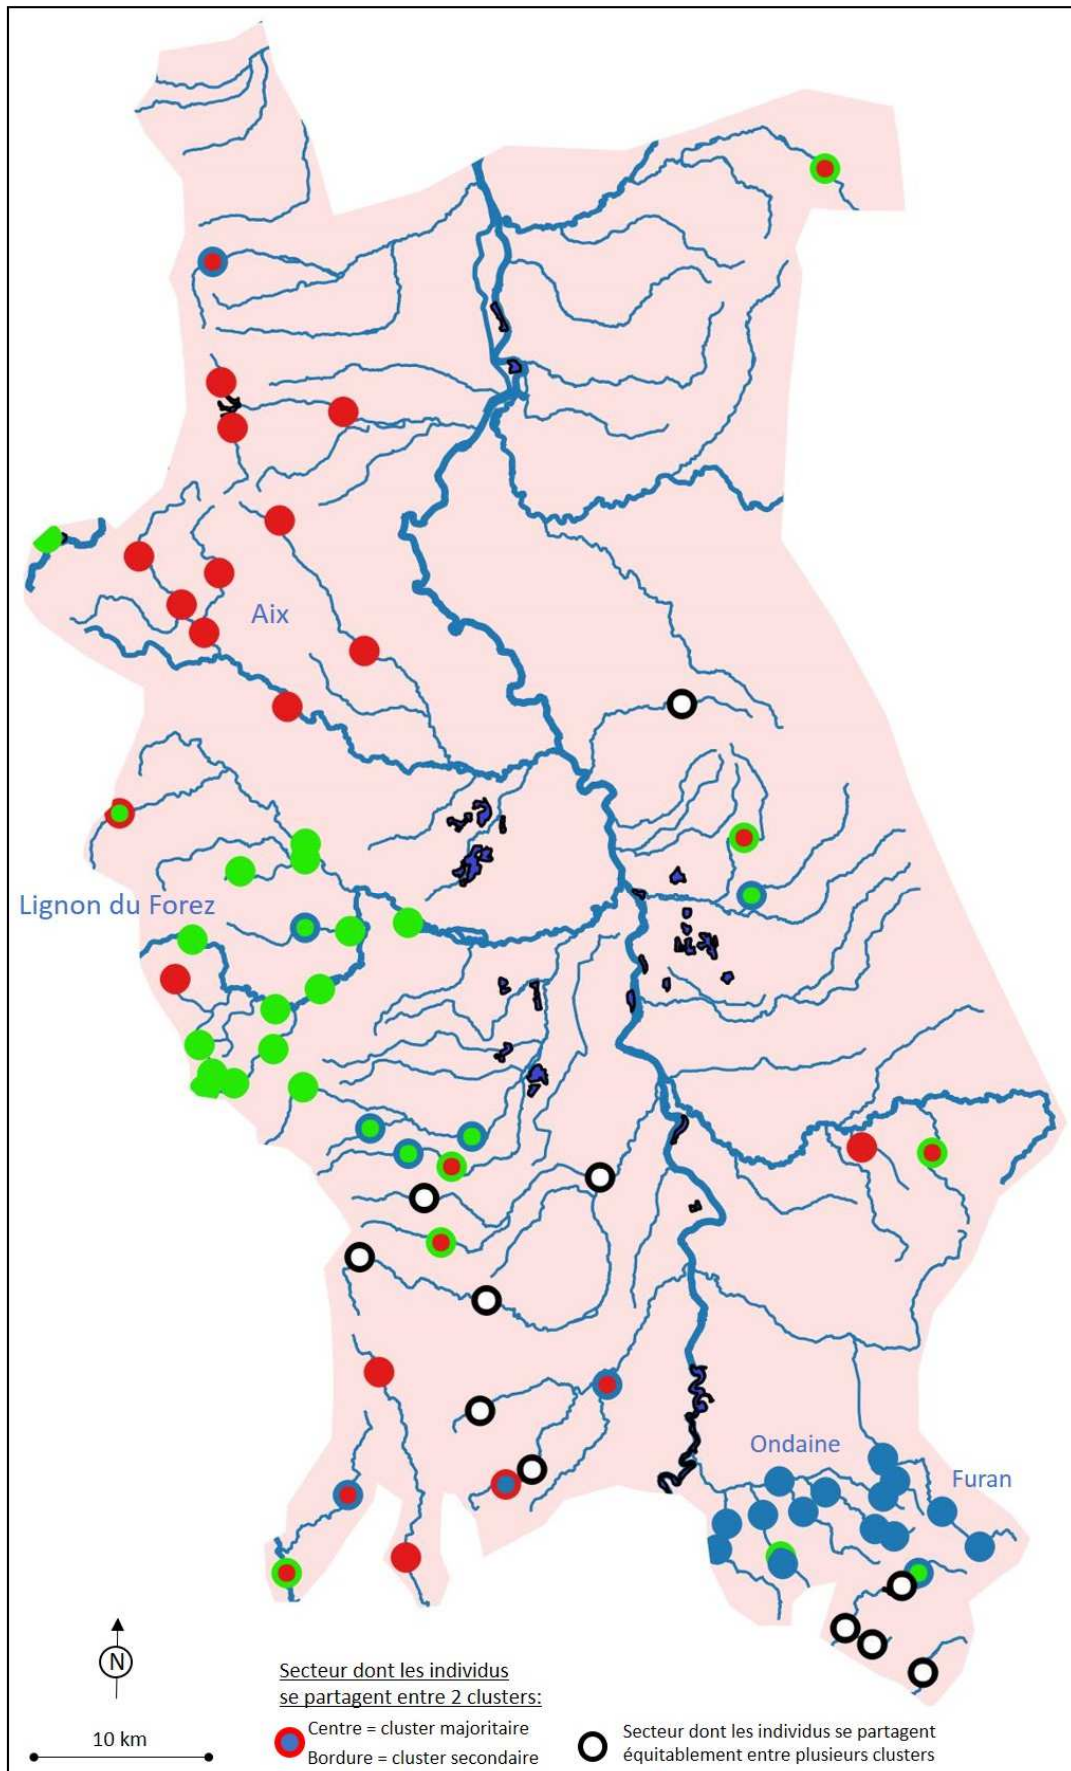 Aix
Lignon du Forez
Ondaine
Furan
N
10 km
Secteur dont les individus
se partagent entre 2 clusters:
Centre = cluster majoritaire
Bordure = cluster secondaire
Secteur dont les individus se partagent
équitablement entre plusieurs clusters